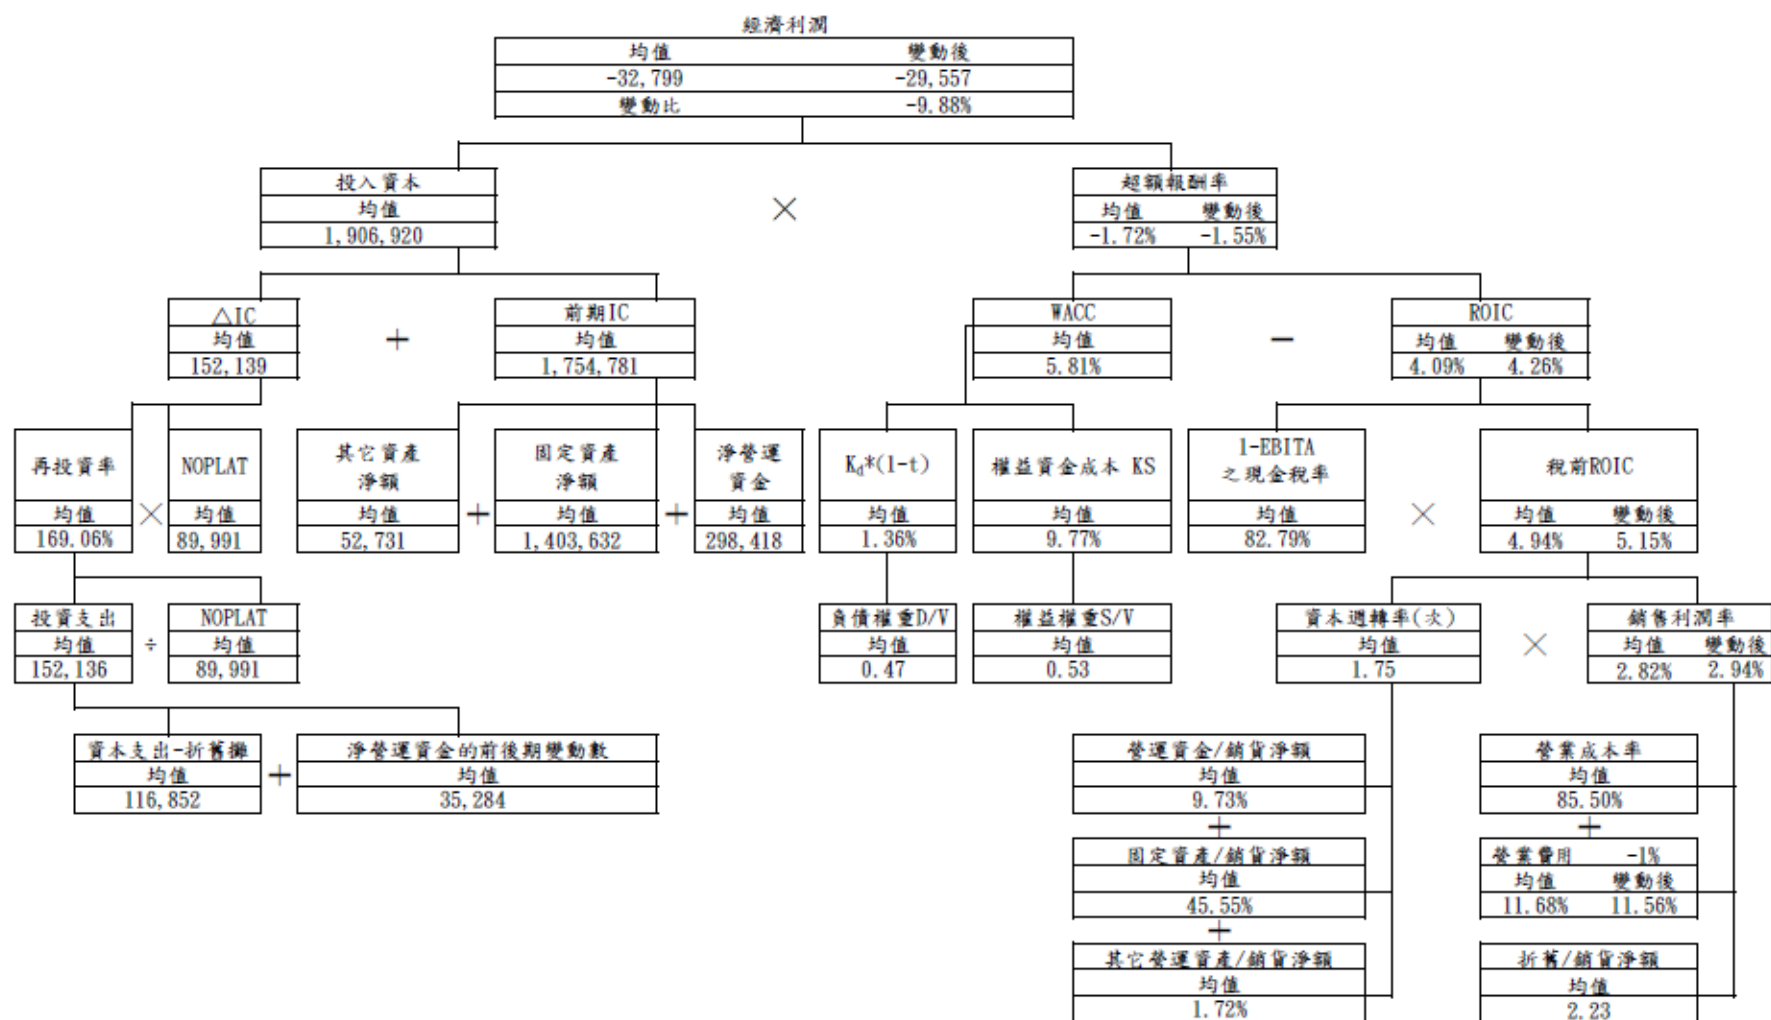 經濟利潤
均值 變動後
-32,799 -29,557
變動比 -9.88%
投入資本
均值
1,906,920
×
超額報酬率
均值 變動後
-1.72% -1.55%
△IC
均值
152,139
+
前期IC
均值
1,754,781
WACC
均值
5.81%
−
ROIC
均值 變動後
4.09% 4.26%
再投資率
均值
169.06%
×
NOPLAT
均值
89,991
其它資產
淨額
均值
52,731
+
固定資產
淨額
均值
1,403,632
+
淨營運
資金
均值
298,418
Kd*(1-t)
均值
1.36%
權益資金成本 KS
均值
9.77%
1-EBITA
之現金稅率
均值
82.79%
×
稅前ROIC
均值 變動後
4.94% 5.15%
投資支出
均值
152,136
÷
NOPLAT
均值
89,991
負債權重D/V
均值
0.47
權益權重S/V
均值
0.53
資本週轉率(次)
均值
1.75
×
銷售利潤率
均值 變動後
2.82% 2.94%
資本支出-折舊攤
均值
116,852
+
淨營運資金的前後期變動數
均值
35,284
營運資金/銷貨淨額
均值
9.73%
+
固定資產/銷貨淨額
均值
45.55%
+
其它營運資產/銷貨淨額
均值
1.72%
營業成本率
均值
85.50%
+
營業費用 -1%
均值 變動後
11.68% 11.56%
折舊/銷貨淨額
均值
2.23